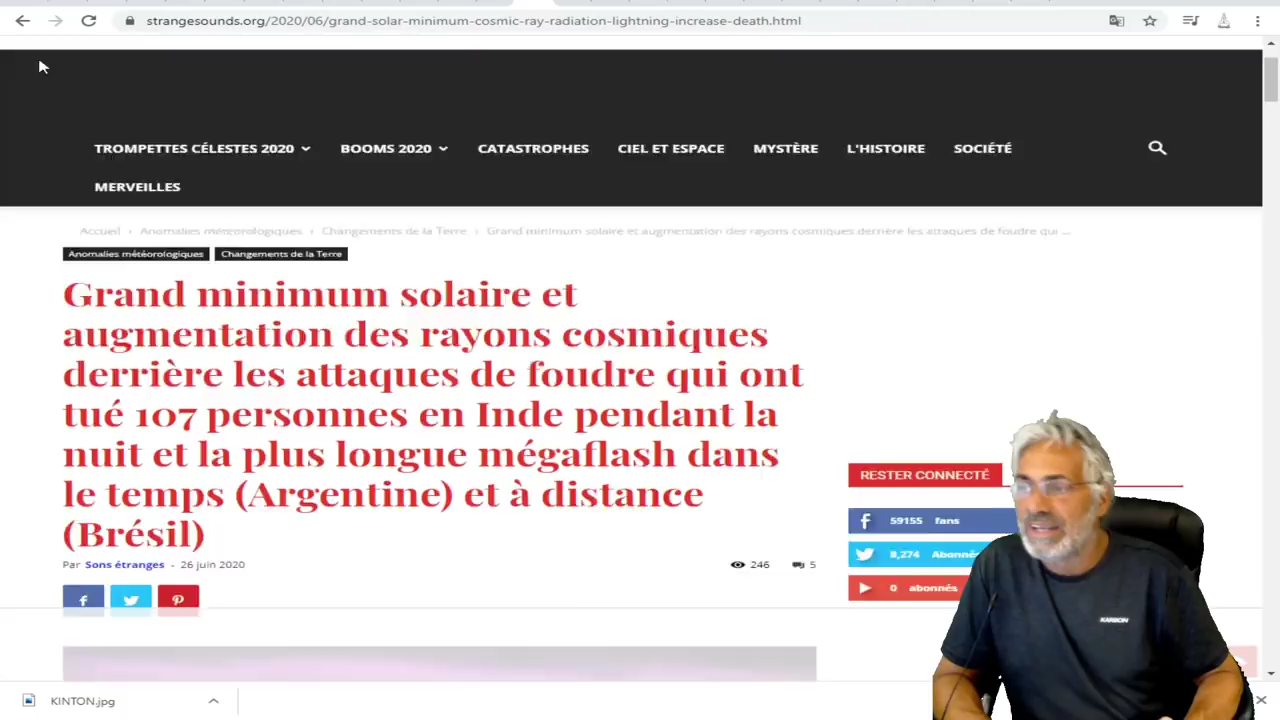 strangesounds.org/2020/06/grand-solar-minimum-cosmic-ray-radiation-lightning-increase-death.html
TROMPETTES CÉLESTES 2020
BOOMS 2020
CATASTROPHES
CIEL ET ESPACE
MYSTÈRE
L'HISTOIRE
SOCIÉTÉ
MERVEILLES
Accueil › Anomalies météorologiques › Changements de la Terre › Grand minimum solaire et augmentation des rayons cosmiques derrière les attaques de foudre qui ...
Anomalies météorologiques
Changements de la Terre
Grand minimum solaire et
augmentation des rayons cosmiques
derrière les attaques de foudre qui ont
tué 107 personnes en Inde pendant la
nuit et la plus longue mégaflash dans
le temps (Argentine) et à distance
(Brésil)
Par Sons étranges - 26 juin 2020
246
5
RESTER CONNECTÉ
59155 fans
8,274 Abonnés
0 abonnés
KARBON
KINTON.jpg